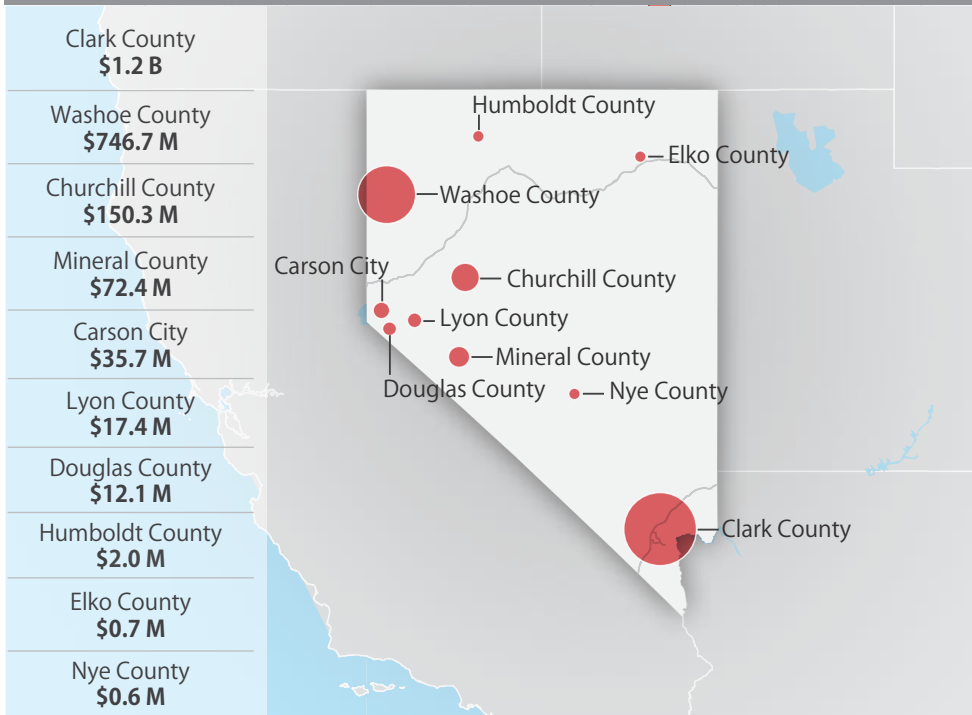 Clark County
$1.2 B
Washoe County
$746.7 M
Churchill County
$150.3 M
Mineral County
$72.4 M
Carson City
$35.7 M
Lyon County
$17.4 M
Douglas County
$12.1 M
Humboldt County
$2.0 M
Elko County
$0.7 M
Nye County
$0.6 M
Humboldt County
Elko County
Washoe County
Carson City
Churchill County
Lyon County
Mineral County
Douglas County
Nye County
Clark County